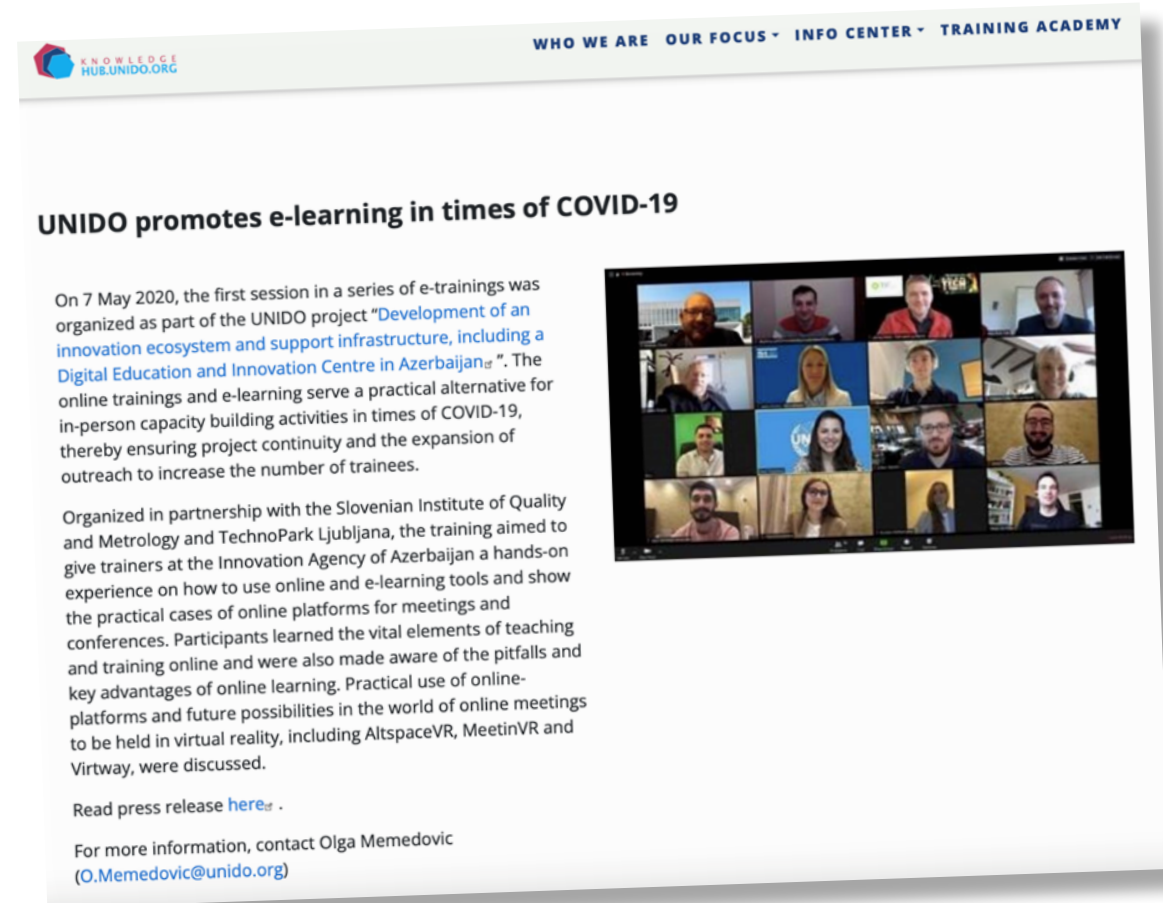 KNOWLEDGE
HUB.UNIDO.ORG
WHO WE ARE OUR FOCUS INFO CENTER TRAINING ACADEMY
UNIDO promotes e-learning in times of COVID-19
On 7 May 2020, the first session in a series of e-trainings was
organized as part of the UNIDO project “Development of an
innovation ecosystem and support infrastructure, including a
Digital Education and Innovation Centre in Azerbaijan ”. The
online trainings and e-learning serve a practical alternative for
in-person capacity building activities in times of COVID-19,
thereby ensuring project continuity and the expansion of
outreach to increase the number of trainees.
Organized in partnership with the Slovenian Institute of Quality
and Metrology and TechnoPark Ljubljana, the training aimed to
give trainers at the Innovation Agency of Azerbaijan a hands-on
experience on how to use online and e-learning tools and show
the practical cases of online platforms for meetings and
conferences. Participants learned the vital elements of teaching
and training online and were also made aware of the pitfalls and
key advantages of online learning. Practical use of online-
platforms and future possibilities in the world of online meetings
to be held in virtual reality, including AltspaceVR, MeetinVR and
Virtway, were discussed.
Read press release here .
For more information, contact Olga Memedovic
(O.Memedovic@unido.org)
UN